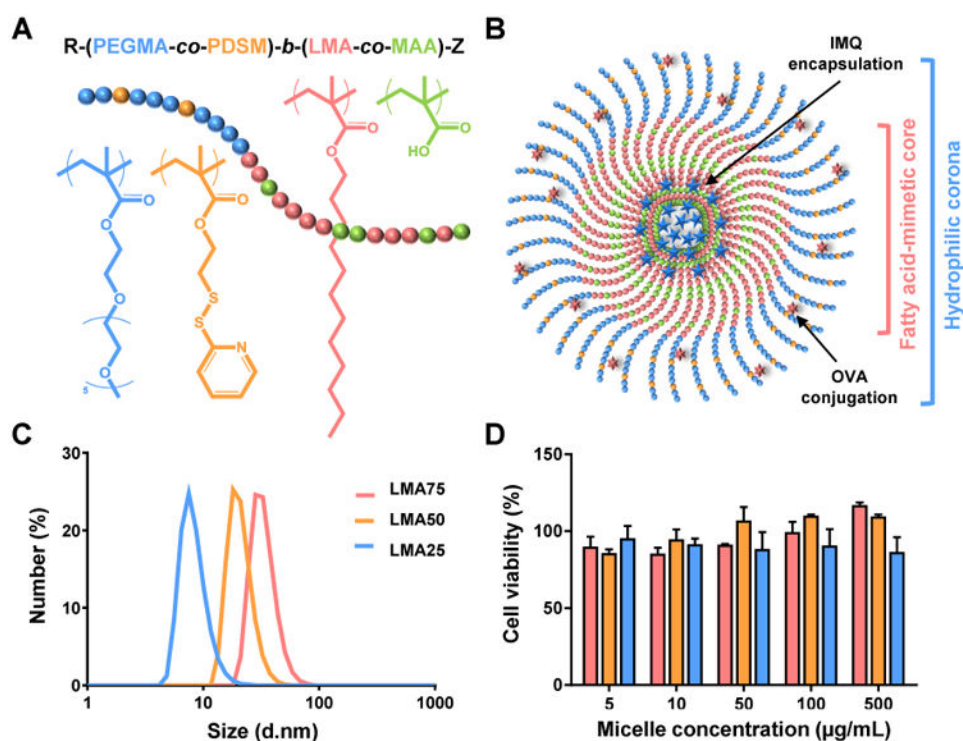 A
R-(PEGMA-co-PDSM)-b-(LMA-co-MAA)-Z
O
O
HO
O
O
O
O
O
O
S
S
O
N
5
B
IMQ
encapsulation
Fatty acid-mimetic core
Hydrophilic corona
OVA
conjugation
C
30
20
10
0
Number (%)
1
10
100
1000
Size (d.nm)
LMA75
LMA50
LMA25
D
150
100
50
0
Cell viability (%)
5
10
50
100
500
Micelle concentration (μg/mL)